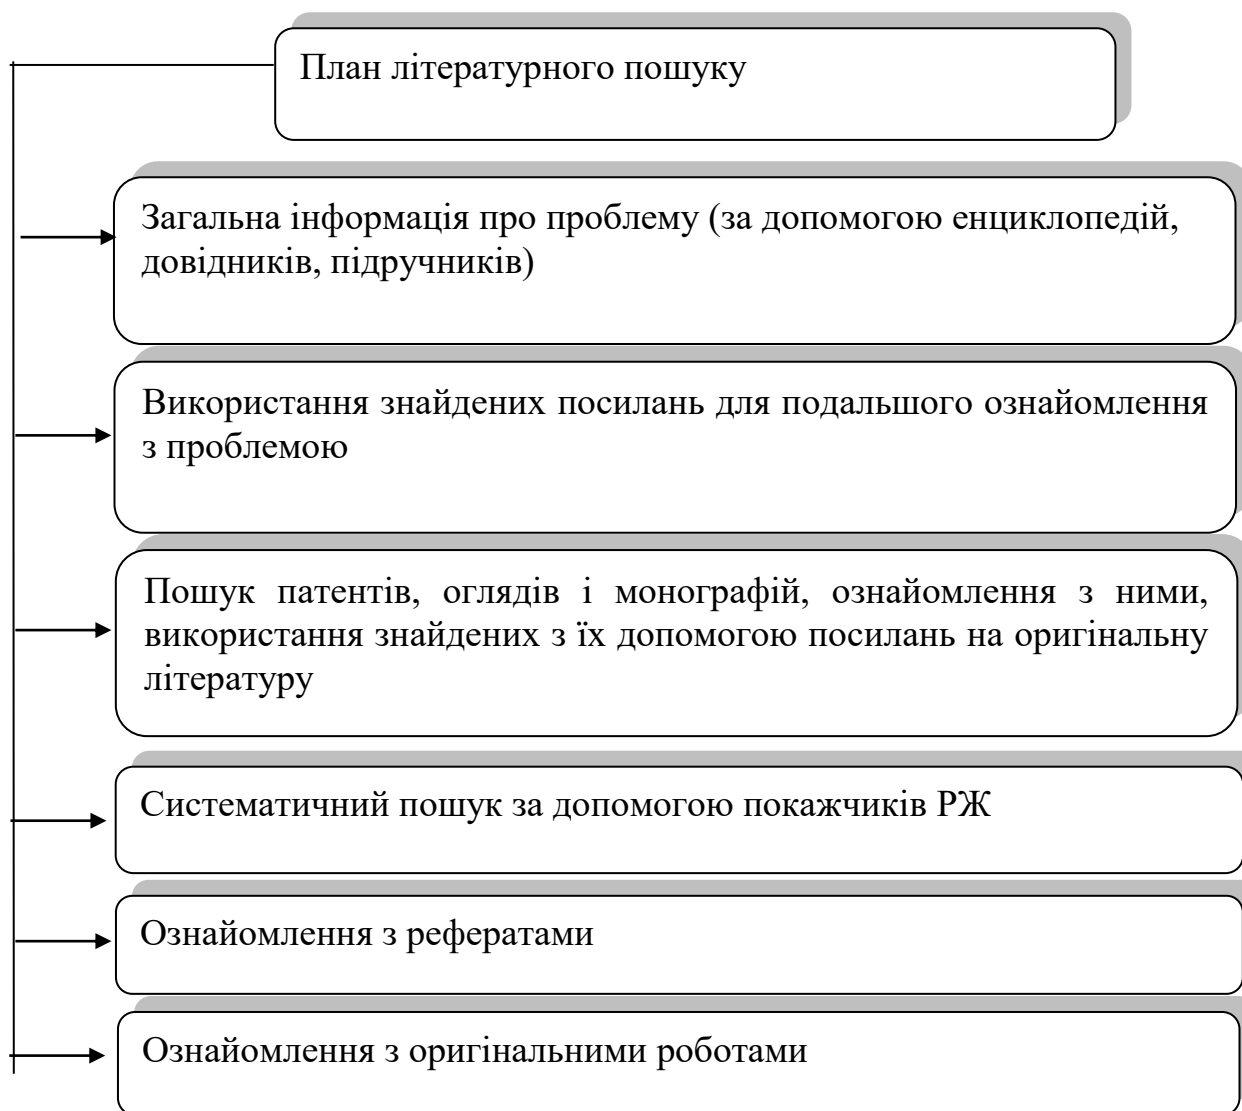 План літературного пошуку
Загальна інформація про проблему (за допомогою енциклопедій,
довідників, підручників)
Використання знайдених посилань для подальшого ознайомлення
з проблемою
Пошук патентів, оглядів і монографій, ознайомлення з ними,
використання знайдених з їх допомогою посилань на оригінальну
літературу
Систематичний пошук за допомогою покажчиків РЖ
Ознайомлення з рефератами
Ознайомлення з оригінальними роботами